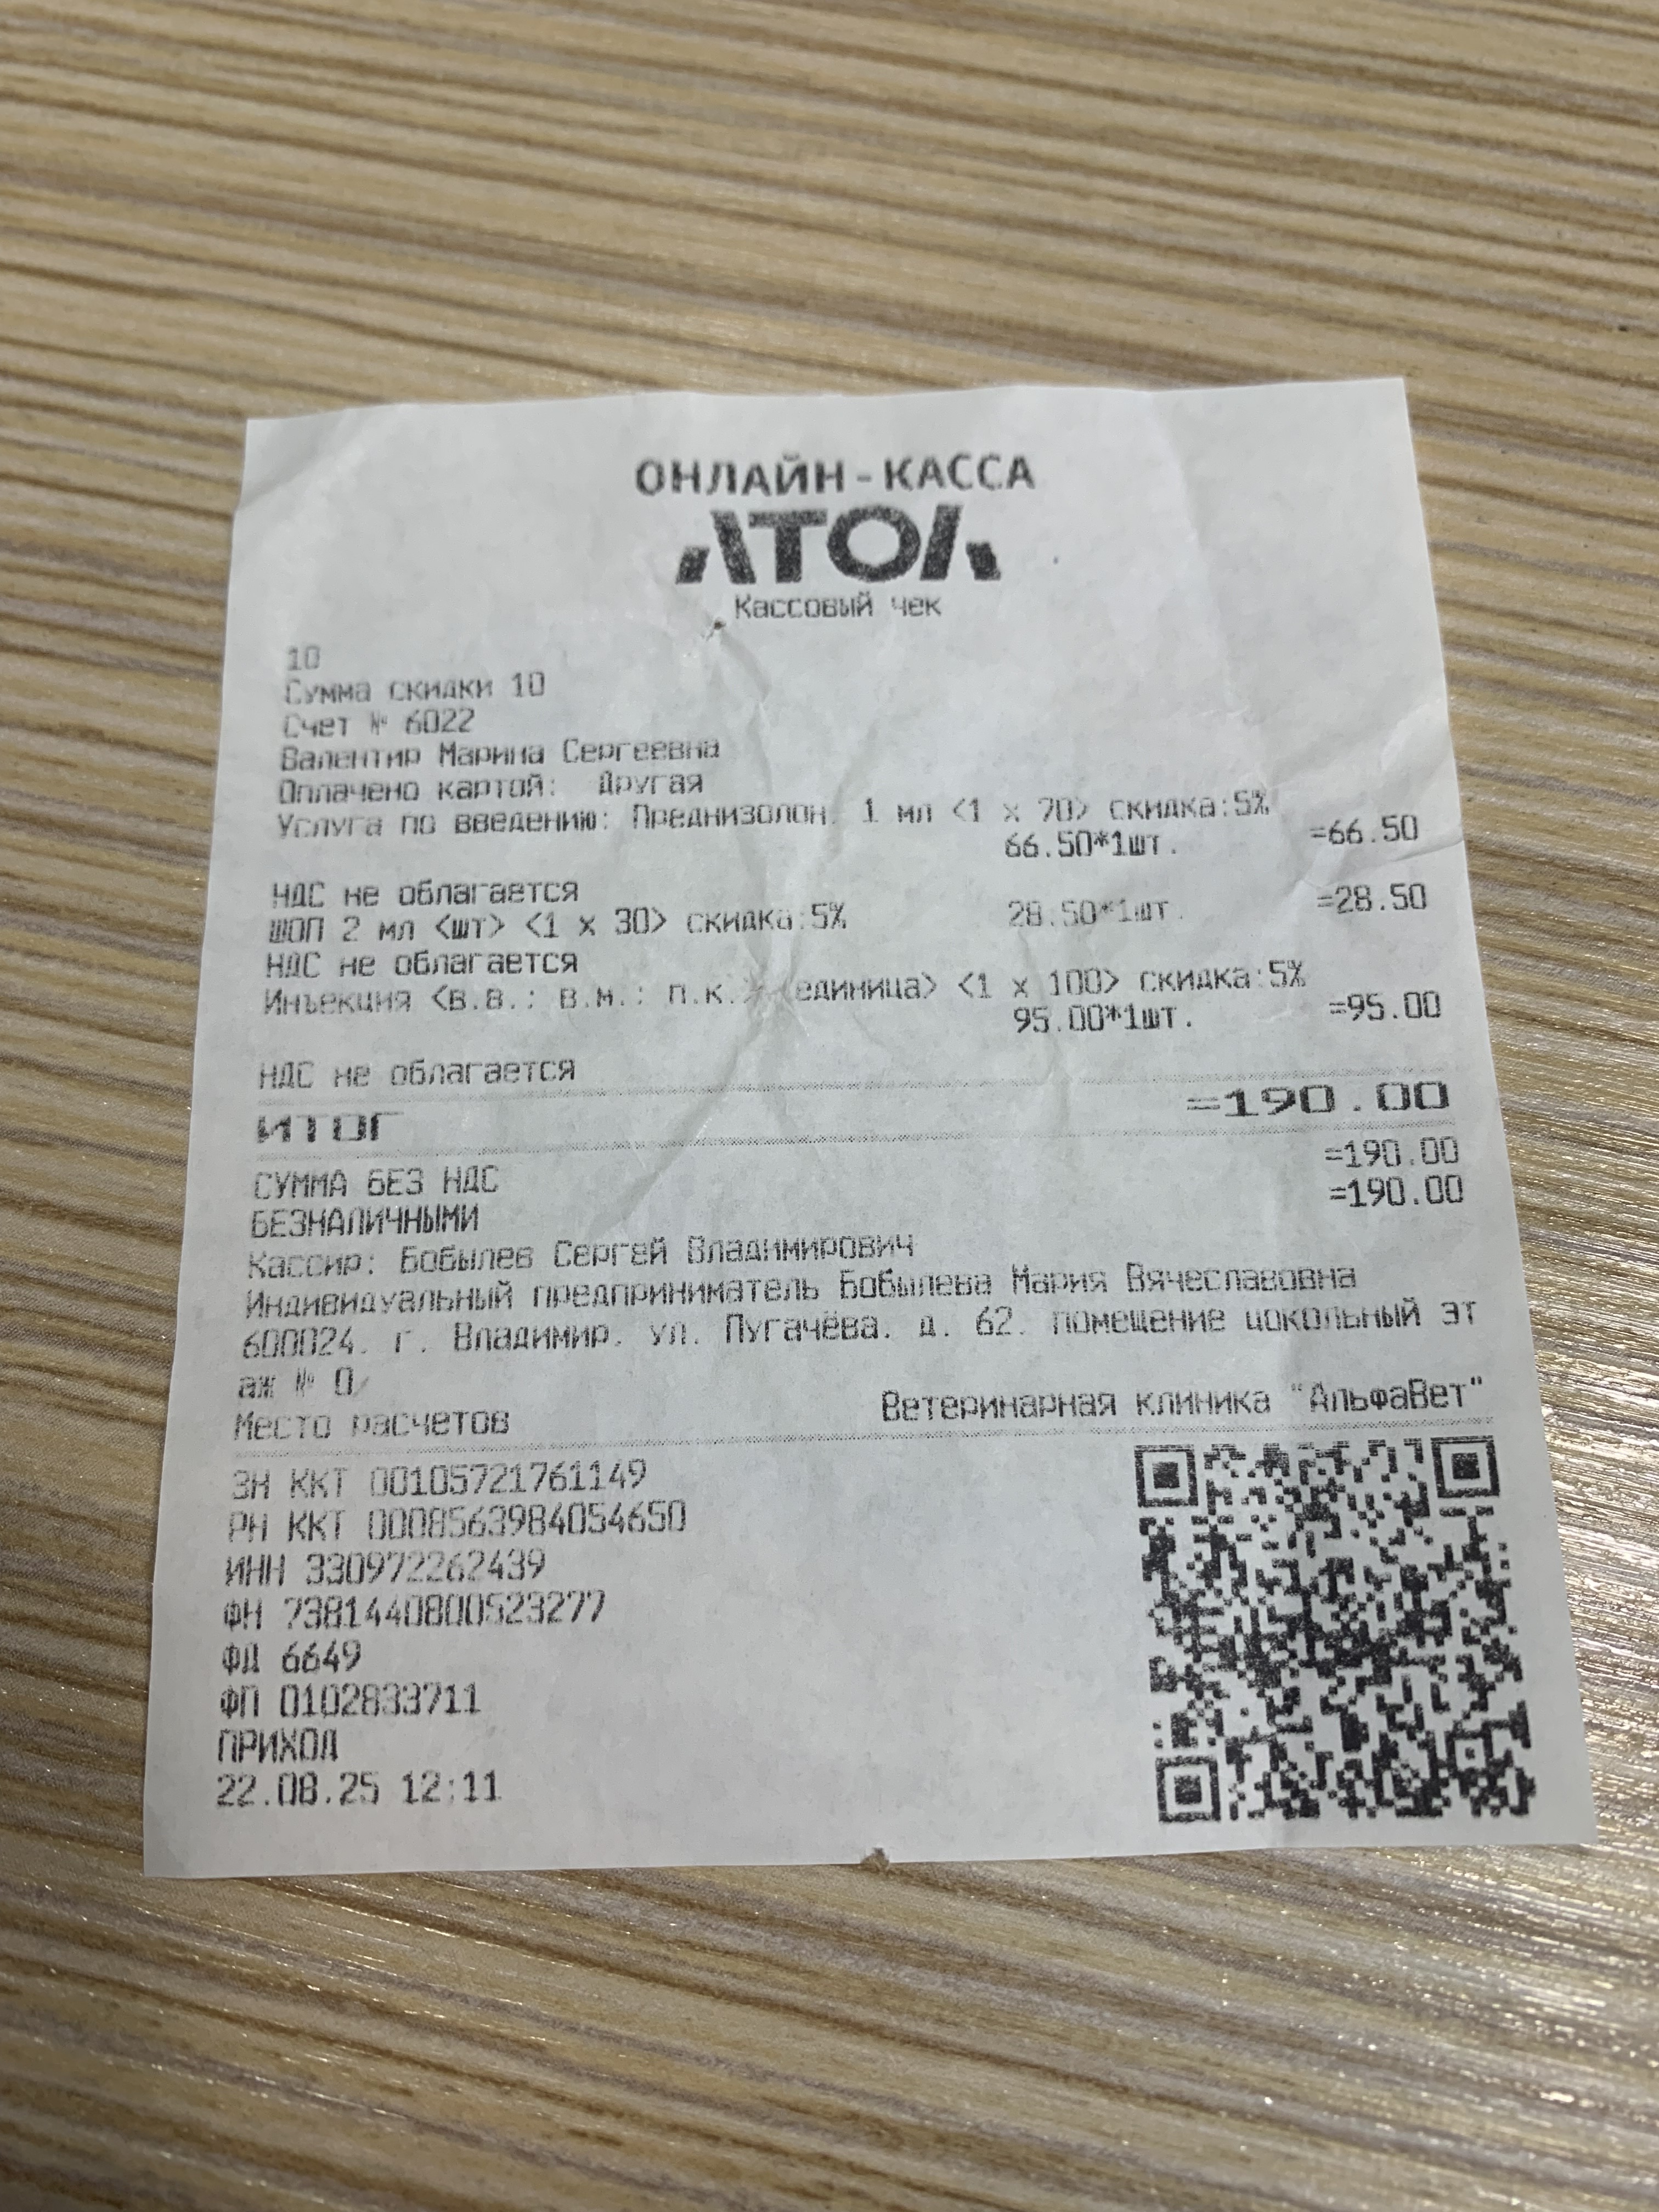 ОНЛАЙН-КАССА
АТОЛ
Кассовый чек
10
Сумма скидки 10
Счет № 6022
Валентир Марина Сергеевна
Оплачено картой: Другая
Услуга по введению: Преднизолон. 1 мл <1 x 70> скидка:5%
66.50*1шт. =66.50
НДС не облагается
ШОП 2 мл <шт> <1 x 30> скидка:5% 28.50*1шт. =28.50
НДС не облагается
Инъекция <в.в.: в.м.: п.к.> (единица> <1 x 100> скидка:5%
95.00*1шт. =95.00
НДС не облагается
ИТОГ =190.00
СУММА БЕЗ НДС =190.00
БЕЗНАЛИЧНЫМИ =190.00
Кассир: Бобылев Сергей Владимирович
Индивидуальный предприниматель Бобылева Мария Вячеславовна
600024. г. Владимир. ул. Пугачёва. д. 62. помещение цокольный эт
аж № 0/
Место расчетов Ветеринарная клиника "АльфаВет"
ЗН ККТ 00105721761149
РН ККТ 0008563984054650
ИНН 330972262439
ФН 7381440800523277
ФД 6649
ФП 0102833711
ПРИХОД
22.08.25 12:11